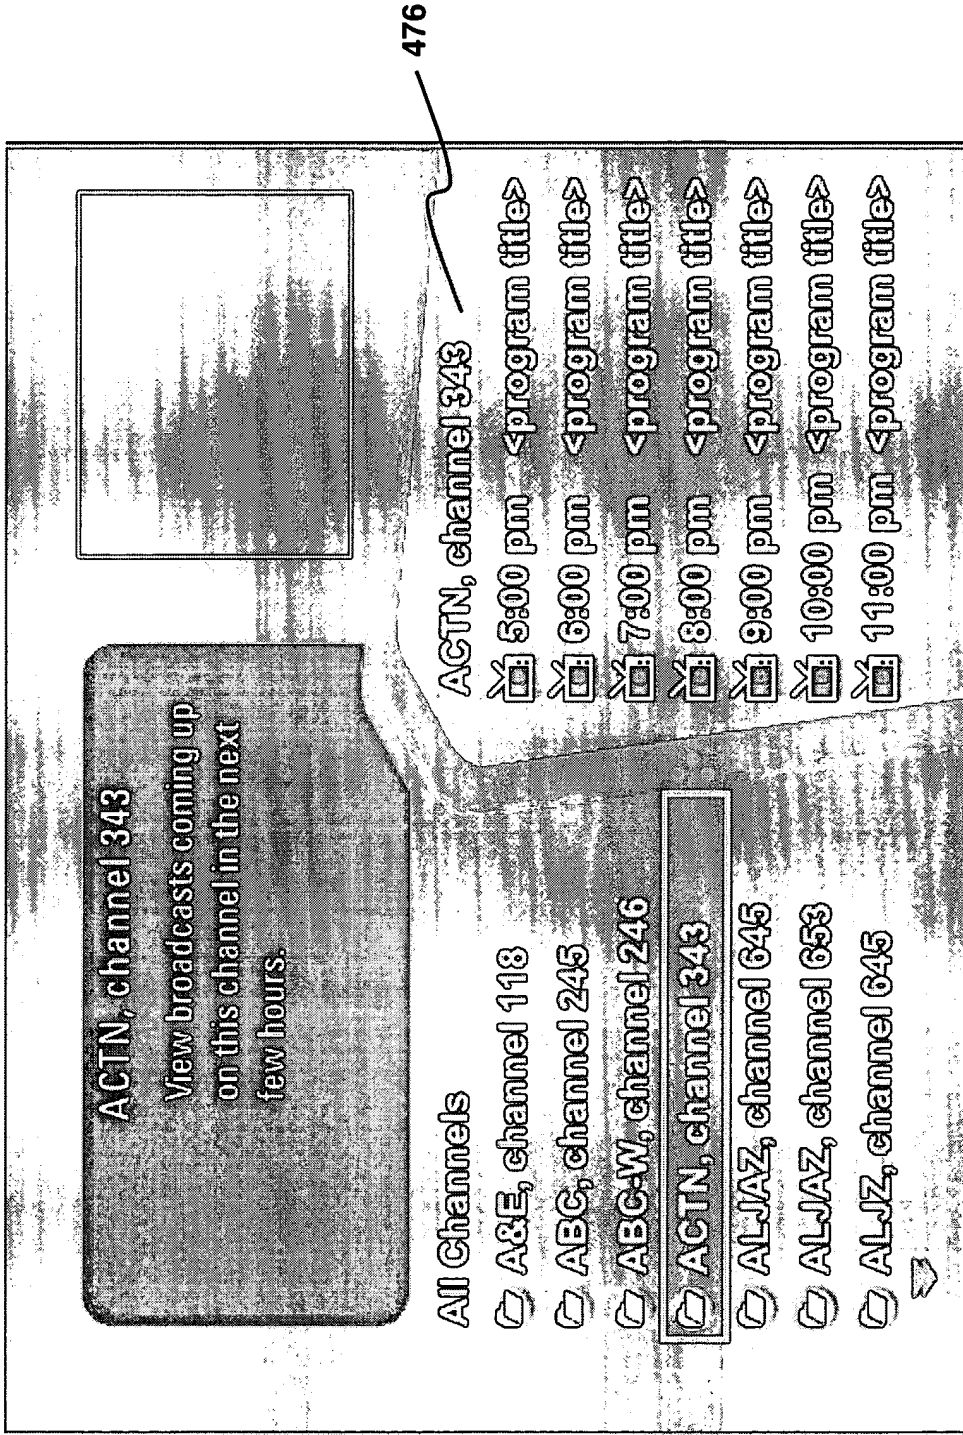 ACTN, channel 343
View broadcasts coming up
on this channel in the next
few hours.
All Channels
A&E, channel 118
ABC, channel 245
ABC-W, channel 246
ACTN, channel 343
ALJAZ, channel 645
ALJAZ, channel 653
ALJZ, channel 645
ACTN, channel 343
5:00 pm <program title>
6:00 pm <program title>
7:00 pm <program title>
8:00 pm <program title>
9:00 pm <program title>
10:00 pm <program title>
11:00 pm <program title>
476